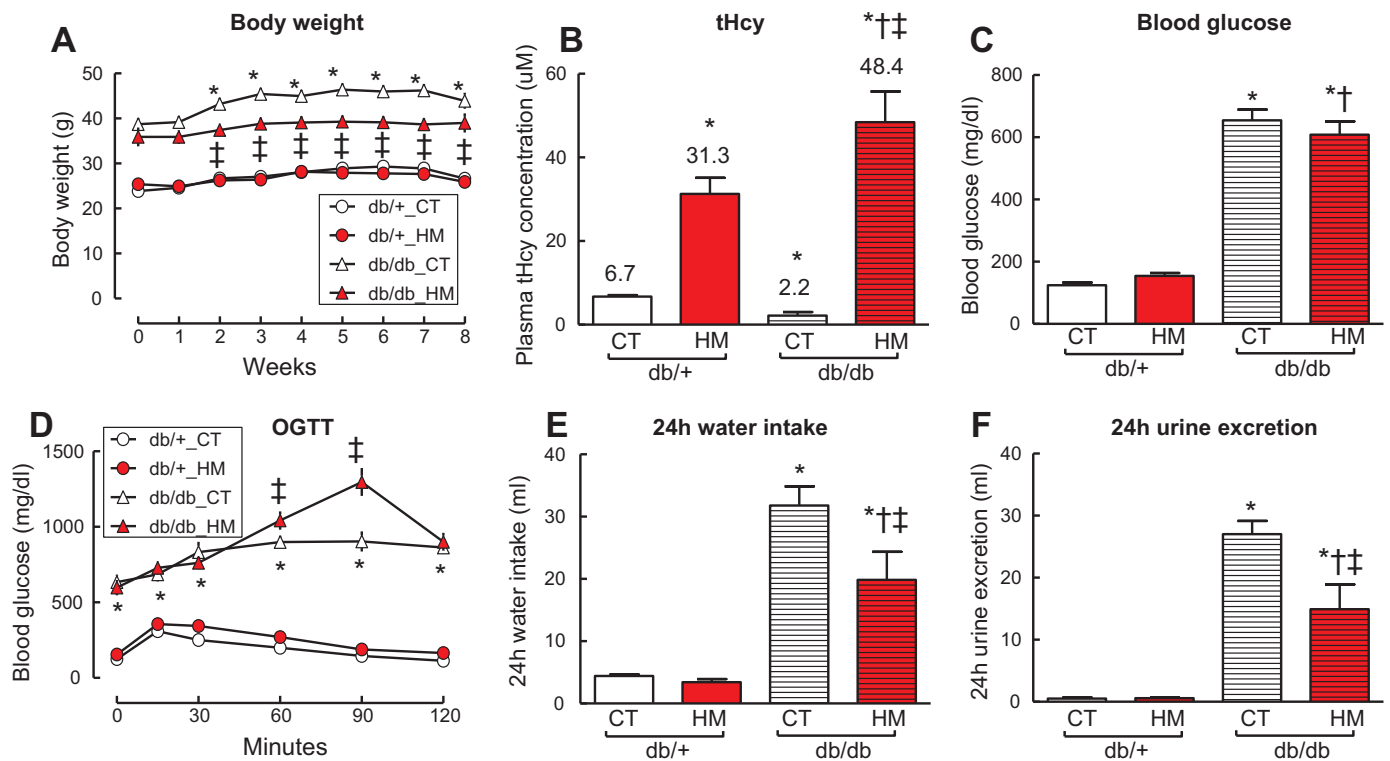 A
Body weight
Body weight (g)
50
40
30
20
10
0
* * * * * * *
‡ ‡ ‡ ‡ ‡ ‡ ‡
db/+_CT
db/+_HM
db/db_CT
db/db_HM
0 1 2 3 4 5 6 7 8
Weeks
B
tHcy
Plasma tHcy concentration (uM)
60
40
20
0
6.7
*
31.3
*
2.2
*†‡
48.4
CT HM CT HM
db/+ db/db
C
Blood glucose
Blood glucose (mg/dl)
800
600
400
200
0
* *†
CT HM CT HM
db/+ db/db
D
OGTT
Blood glucose (mg/dl)
1500
1000
500
0
db/+_CT
db/+_HM
db/db_CT
db/db_HM
‡ ‡
* * * * * *
0 30 60 90 120
Minutes
E
24h water intake
24h water intake (ml)
40
30
20
10
0
* *†‡
CT HM CT HM
db/+ db/db
F
24h urine excretion
24h urine excretion (ml)
30
20
10
0
* *†‡
CT HM CT HM
db/+ db/db